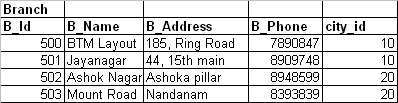 Branch
B_Id B_Name B_Address B_Phone city_id
500 BTM Layout 185, Ring Road 7890847 10
501 Jayanagar 44, 15th main 8909748 10
502 Ashok Nagar Ashoka pillar 8948599 20
503 Mount Road Nandanam 8393839 20